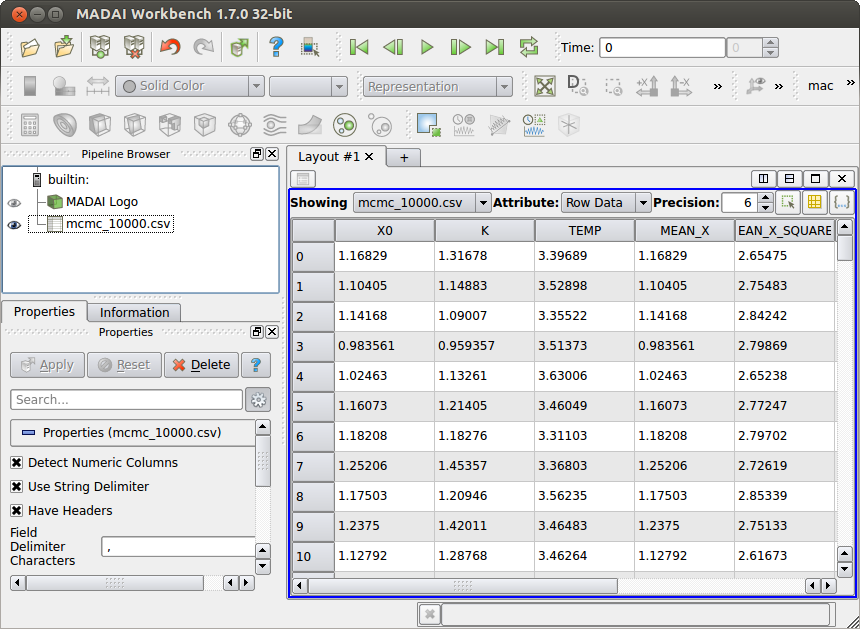 MADAI Workbench 1.7.0 32-bit
Time: 0 0
Solid Color Representation +X -X » » mac »
Pipeline Browser
builtin:
MADAI Logo
mcmc_10000.csv
Properties Information
Properties
Apply Reset Delete ?
Search...
Properties (mcmc_10000.csv)
Detect Numeric Columns
Use String Delimiter
Have Headers
Field
Delimiter
Characters ,
Layout #1 +
Showing mcmc_10000.csv Attribute: Row Data Precision: 6 {...}
X0 K TEMP MEAN_X EAN_X_SQUARE
0 1.16829 1.31678 3.39689 1.16829 2.65475
1 1.10405 1.14883 3.52898 1.10405 2.75483
2 1.14168 1.09007 3.35522 1.14168 2.84242
3 0.983561 0.959357 3.51373 0.983561 2.79869
4 1.02463 1.13261 3.63006 1.02463 2.65238
5 1.16073 1.21405 3.46049 1.16073 2.77247
6 1.18208 1.18276 3.31103 1.18208 2.79702
7 1.25206 1.45357 3.36803 1.25206 2.72619
8 1.17503 1.20946 3.56235 1.17503 2.85339
9 1.2375 1.42011 3.46483 1.2375 2.75133
10 1.12792 1.28768 3.46264 1.12792 2.61673